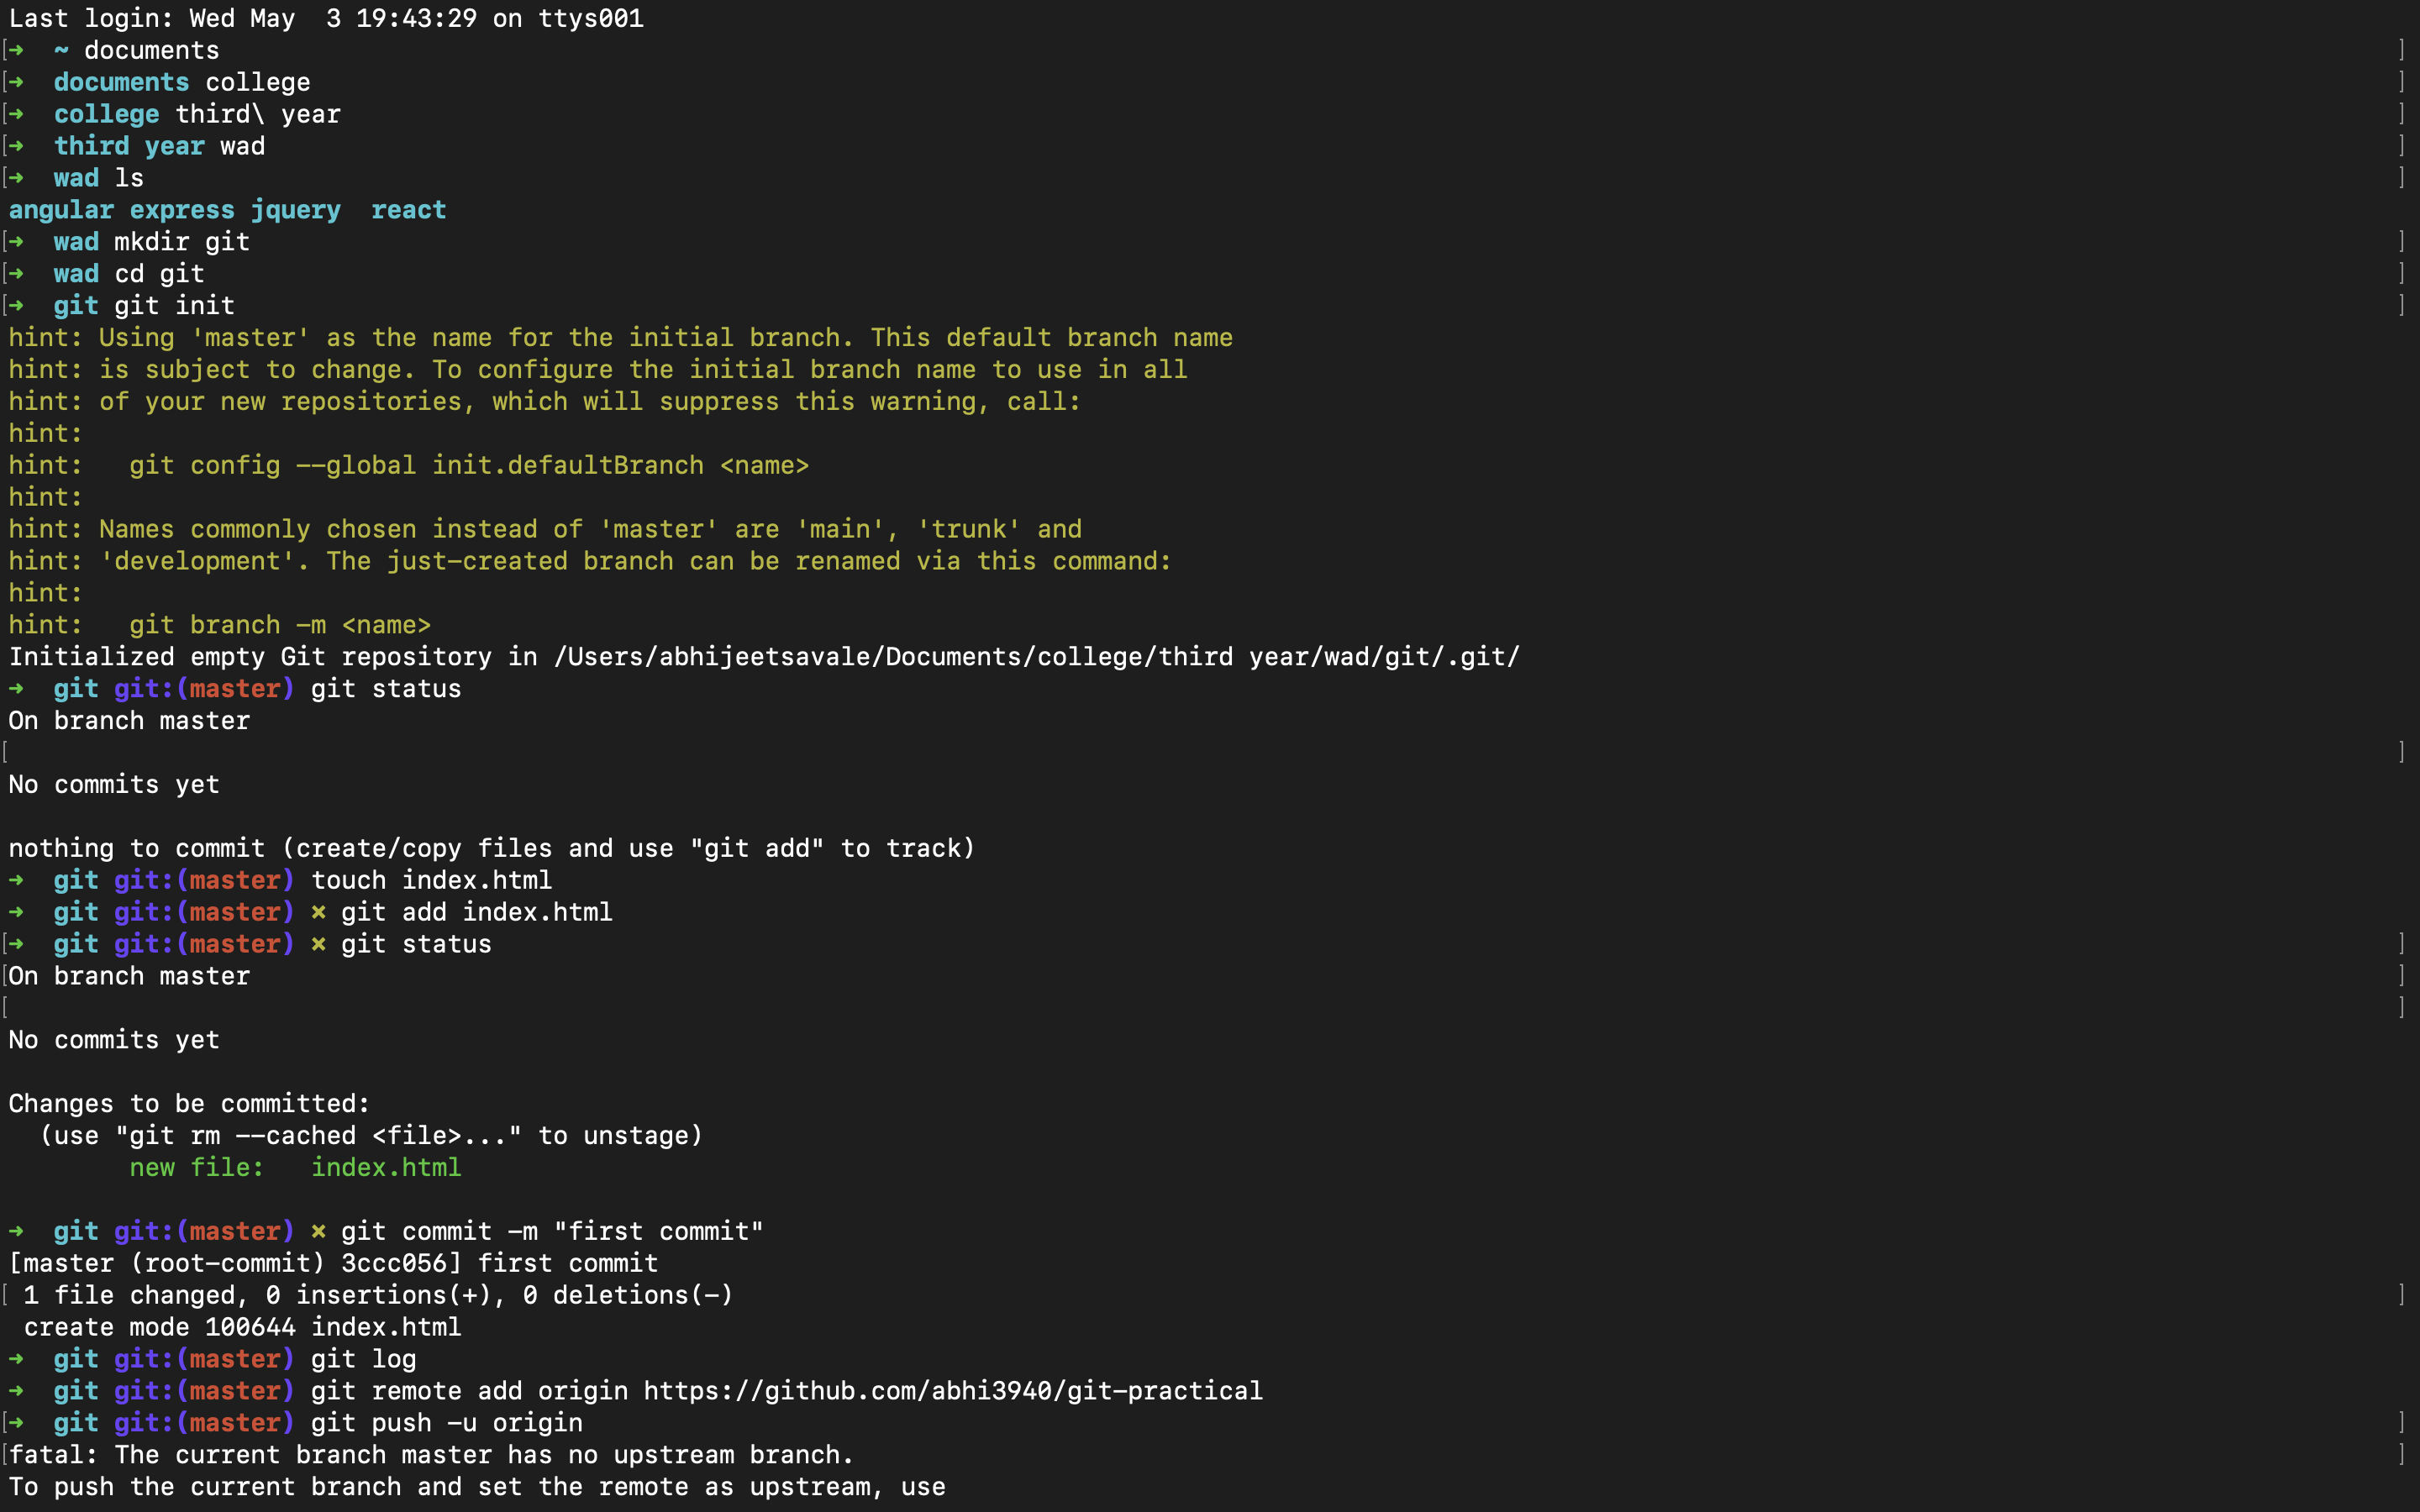 Last login: Wed May  3 19:43:29 on ttys001
[➜  ~ documents ]
[➜  documents college ]
[➜  college third\ year ]
[➜  third year wad ]
[➜  wad ls ]
angular express jquery  react
[➜  wad mkdir git ]
[➜  wad cd git ]
[➜  git git init ]
hint: Using 'master' as the name for the initial branch. This default branch name
hint: is subject to change. To configure the initial branch name to use in all
hint: of your new repositories, which will suppress this warning, call:
hint:
hint:   git config --global init.defaultBranch <name>
hint:
hint: Names commonly chosen instead of 'master' are 'main', 'trunk' and
hint: 'development'. The just-created branch can be renamed via this command:
hint:
hint:   git branch -m <name>
Initialized empty Git repository in /Users/abhijeetsavale/Documents/college/third year/wad/git/.git/
➜  git git:(master) git status
On branch master
[ ]
No commits yet

nothing to commit (create/copy files and use "git add" to track)
➜  git git:(master) touch index.html
➜  git git:(master) ✗ git add index.html
[➜  git git:(master) ✗ git status ]
[On branch master ]
[ ]
No commits yet

Changes to be committed:
  (use "git rm --cached <file>..." to unstage)
        new file:   index.html

➜  git git:(master) ✗ git commit -m "first commit"
[master (root-commit) 3ccc056] first commit
[ 1 file changed, 0 insertions(+), 0 deletions(-) ]
 create mode 100644 index.html
➜  git git:(master) git log
➜  git git:(master) git remote add origin https://github.com/abhi3940/git-practical
[➜  git git:(master) git push -u origin ]
[fatal: The current branch master has no upstream branch. ]
To push the current branch and set the remote as upstream, use